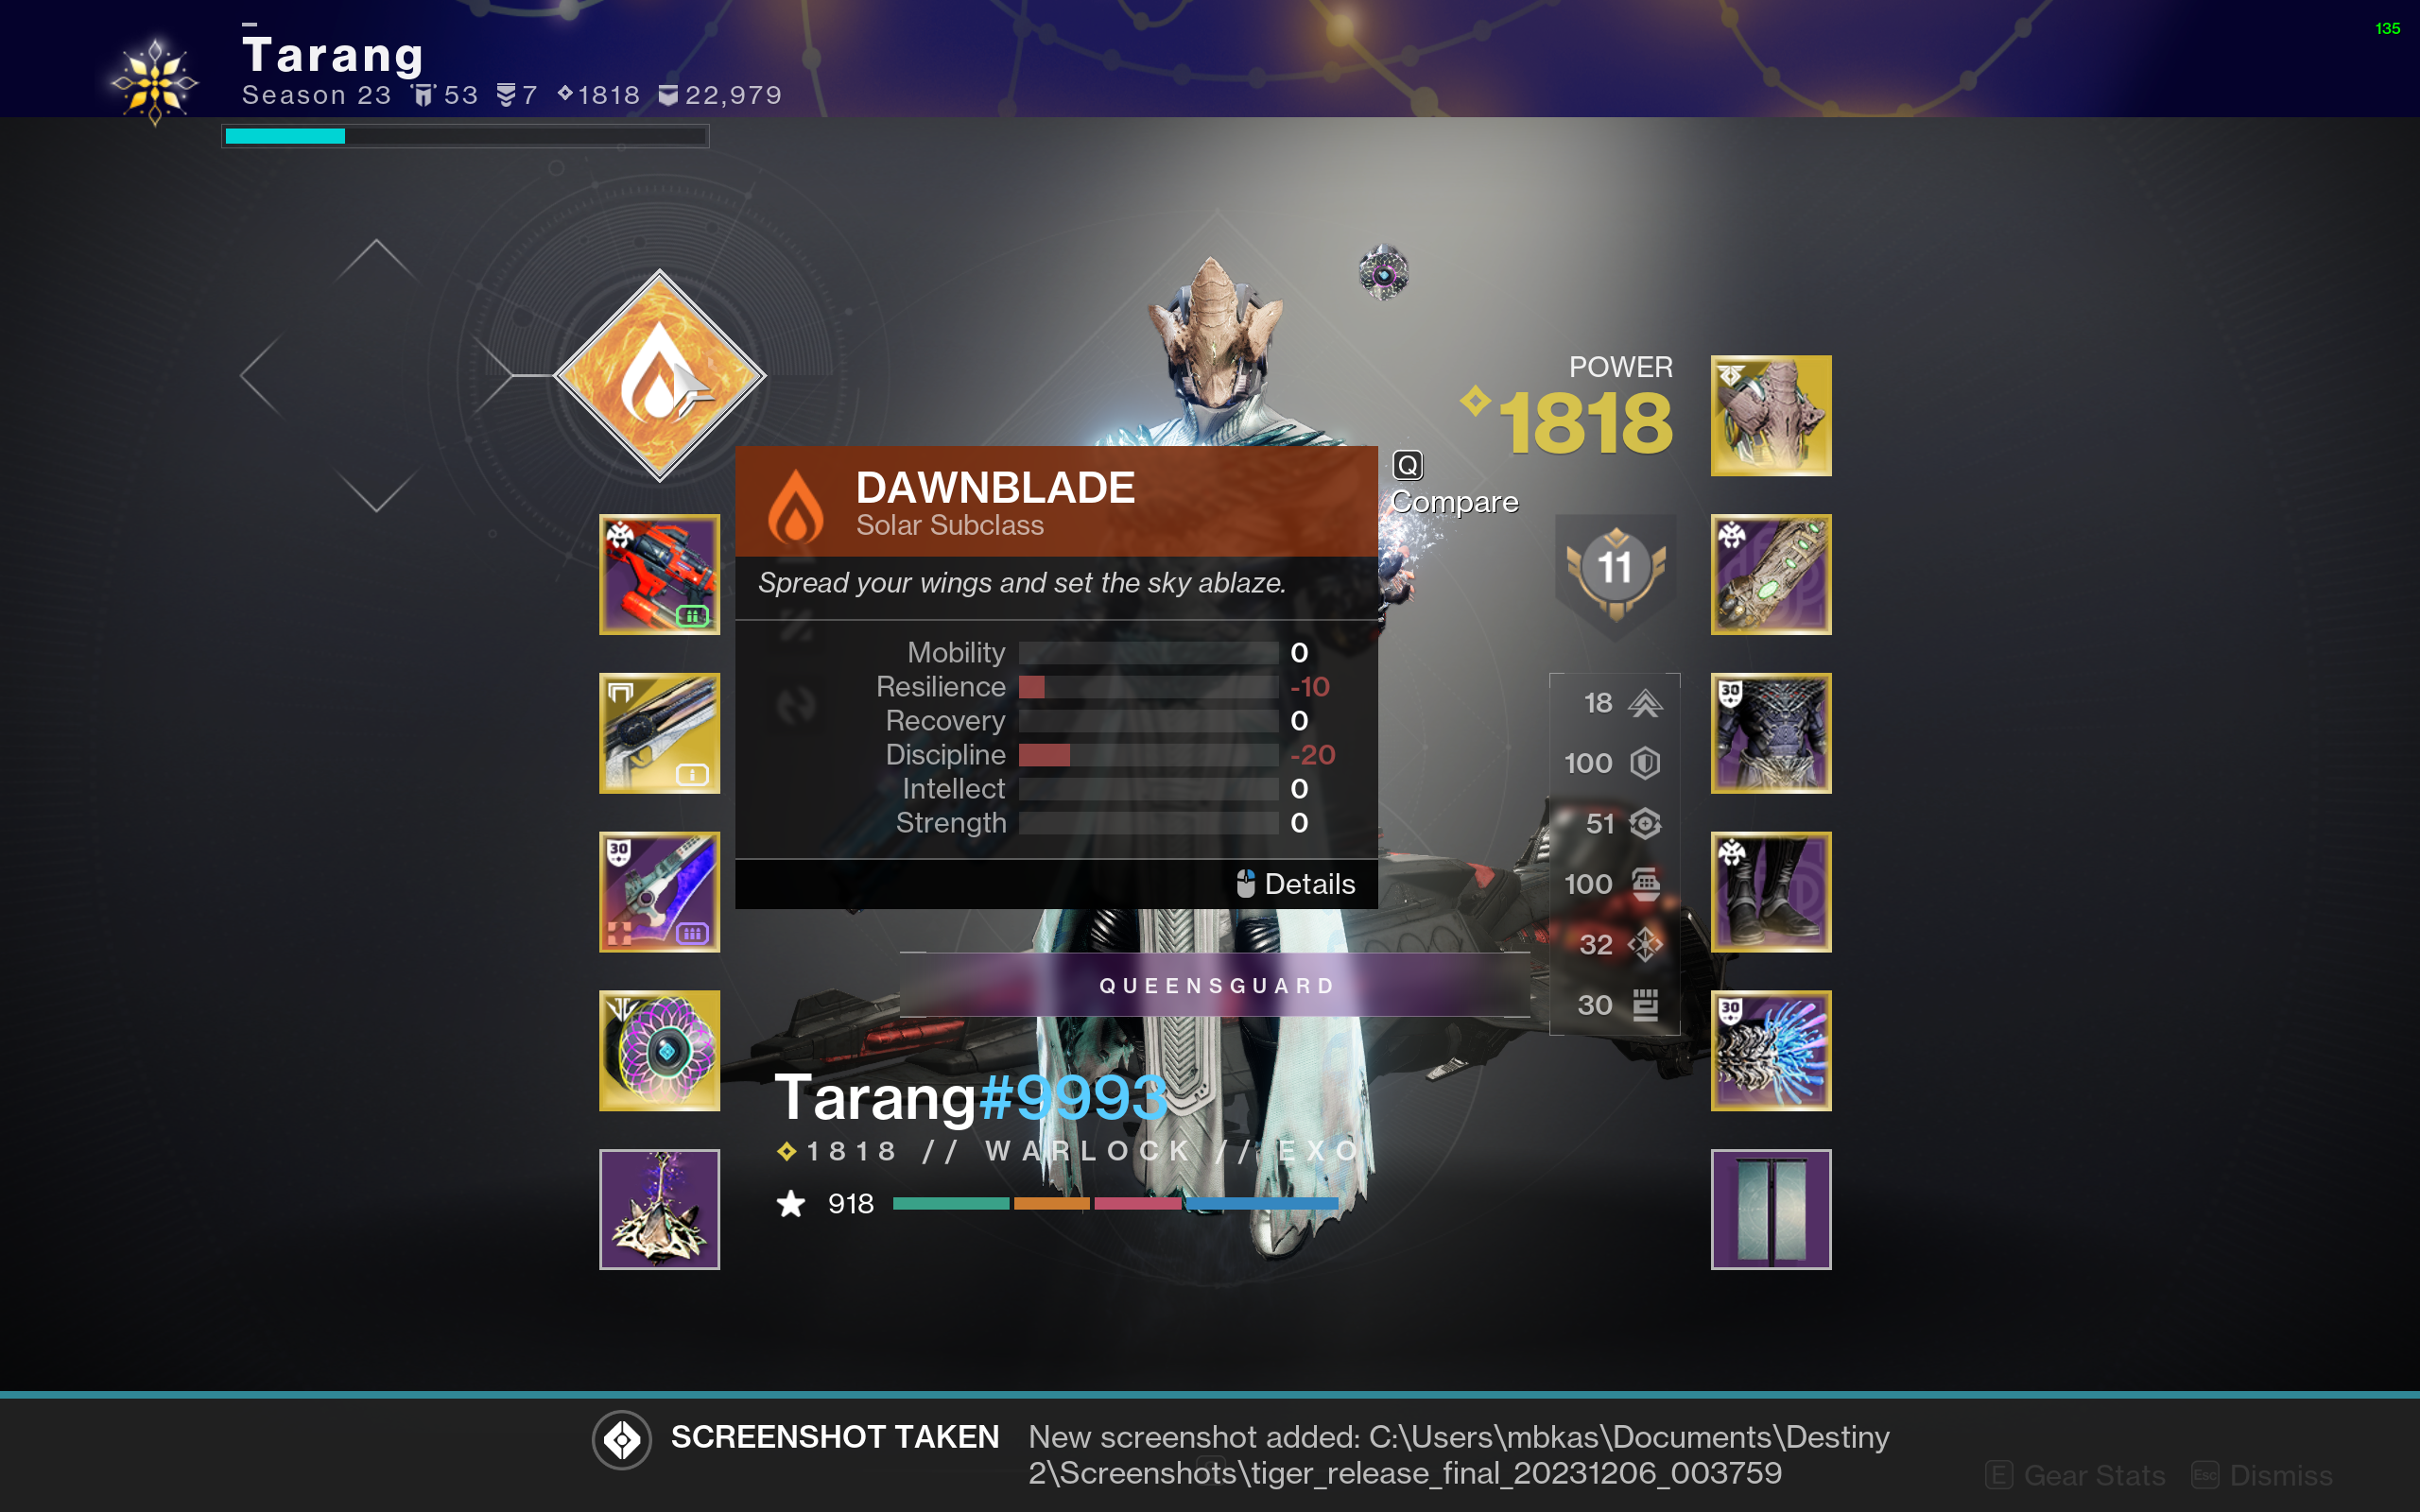 Tarang
135
Season 23 53 7 1818 22,979
POWER
1818
DAWNBLADE
Solar Subclass
Q
Compare
Spread your wings and set the sky ablaze.
11
Mobility 0
Resilience -10
Recovery 0
Discipline -20
Intellect 0
Strength 0
Details
18
100
51
100
32
30
30
30
30
QUEENSGUARD
Tarang#9993
1818 // WARLOCK // EXO
918
SCREENSHOT TAKEN
New screenshot added: C:\Users\mbkas\Documents\Destiny
2\Screenshots\tiger_release_final_20231206_003759
E Gear Stats Esc Dismiss